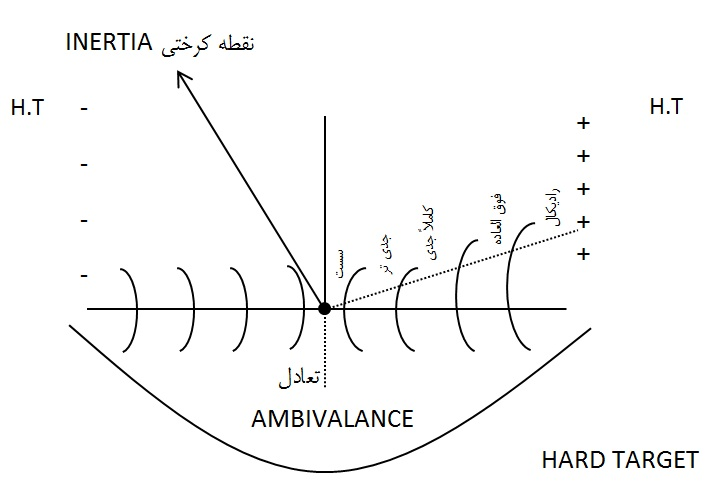 INERTIA نقطه کرختی
H.T
H.T
-
-
-
-
+
+
+
+
+
سست
جدی تر
کاملاً جدی
فوق العاده
رادیکال
تعادل
AMBIVALANCE
HARD TARGET